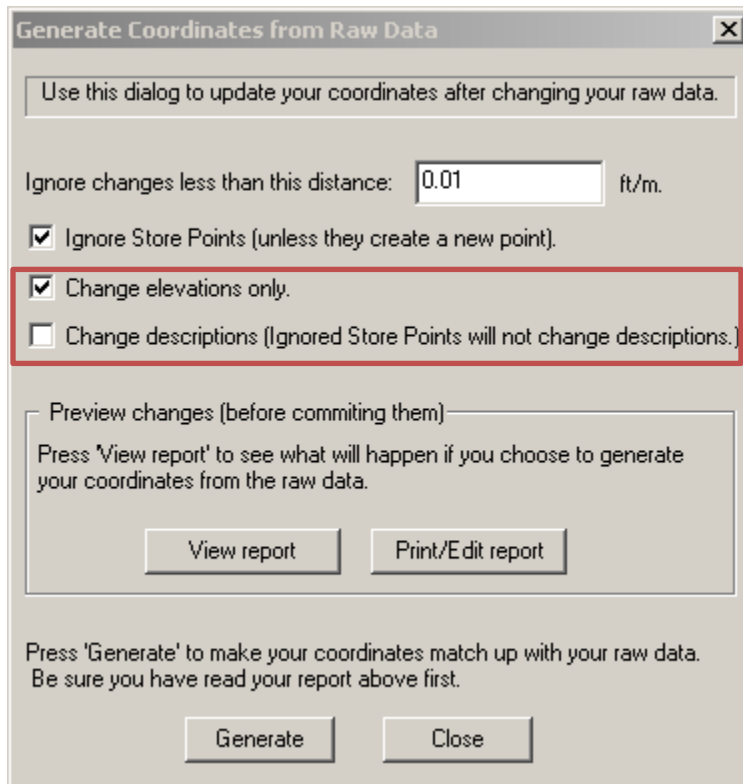 Generate Coordinates from Raw Data
Use this dialog to update your coordinates after changing your raw data.
Ignore changes less than this distance: 0.01 ft/m.
Ignore Store Points (unless they create a new point).
Change elevations only.
Change descriptions (Ignored Store Points will not change descriptions.)
Preview changes (before commiting them)
Press 'View report' to see what will happen if you choose to generate
your coordinates from the raw data.
View report Print/Edit report
Press 'Generate' to make your coordinates match up with your raw data.
Be sure you have read your report above first.
Generate Close